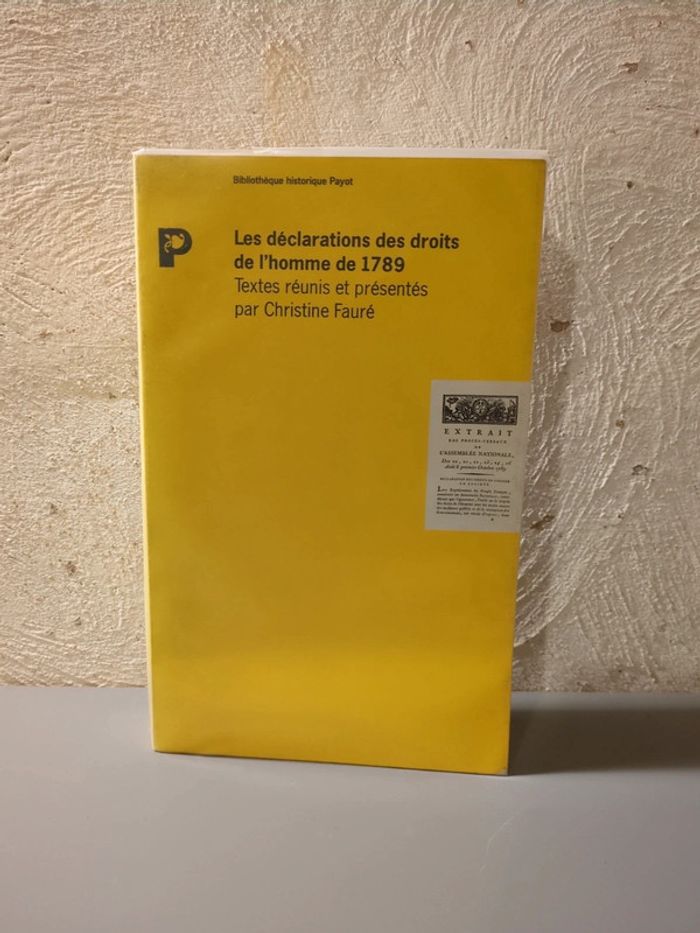 Bibliothèque historique Payot
P
Les déclarations des droits
de l'homme de 1789
Textes réunis et présentés
par Christine Fauré
EXTRAIT
DES PROCÈS-VERBAUX
DE
L'ASSEMBLÉE NATIONALE,